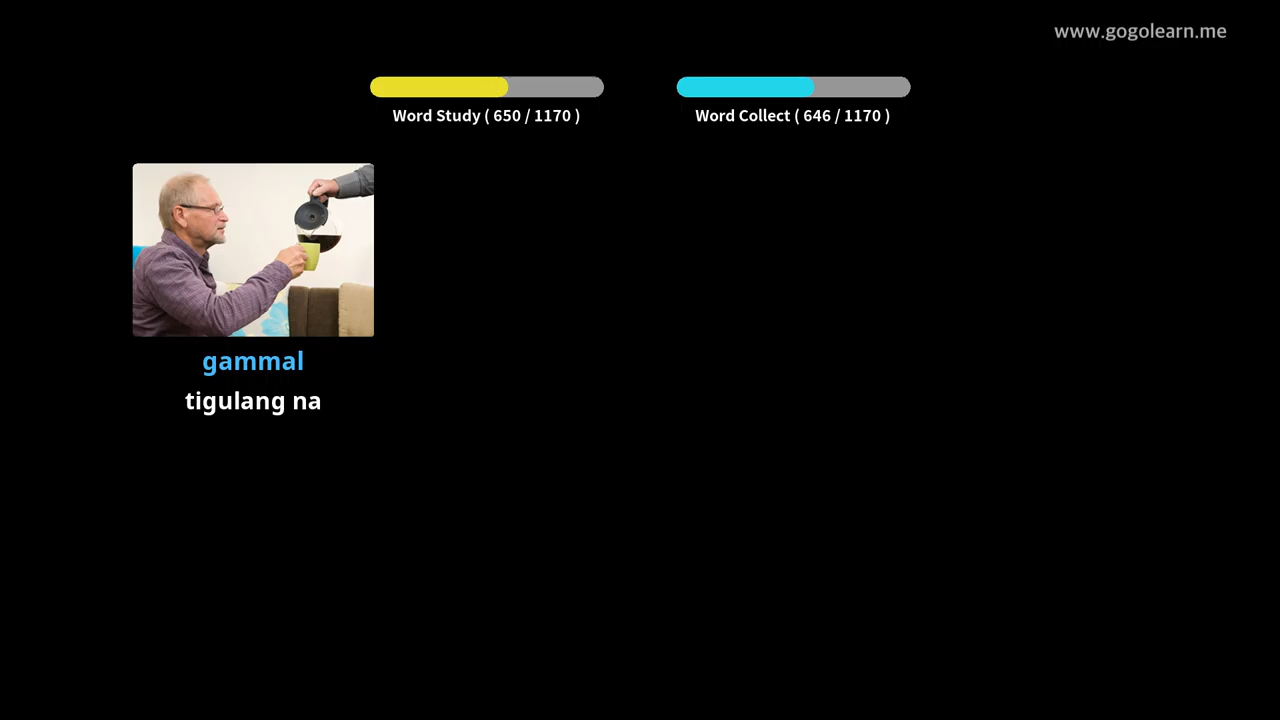 www.gogolearn.me
Word Study ( 650 / 1170 )
Word Collect ( 646 / 1170 )
gammal
tigulang na